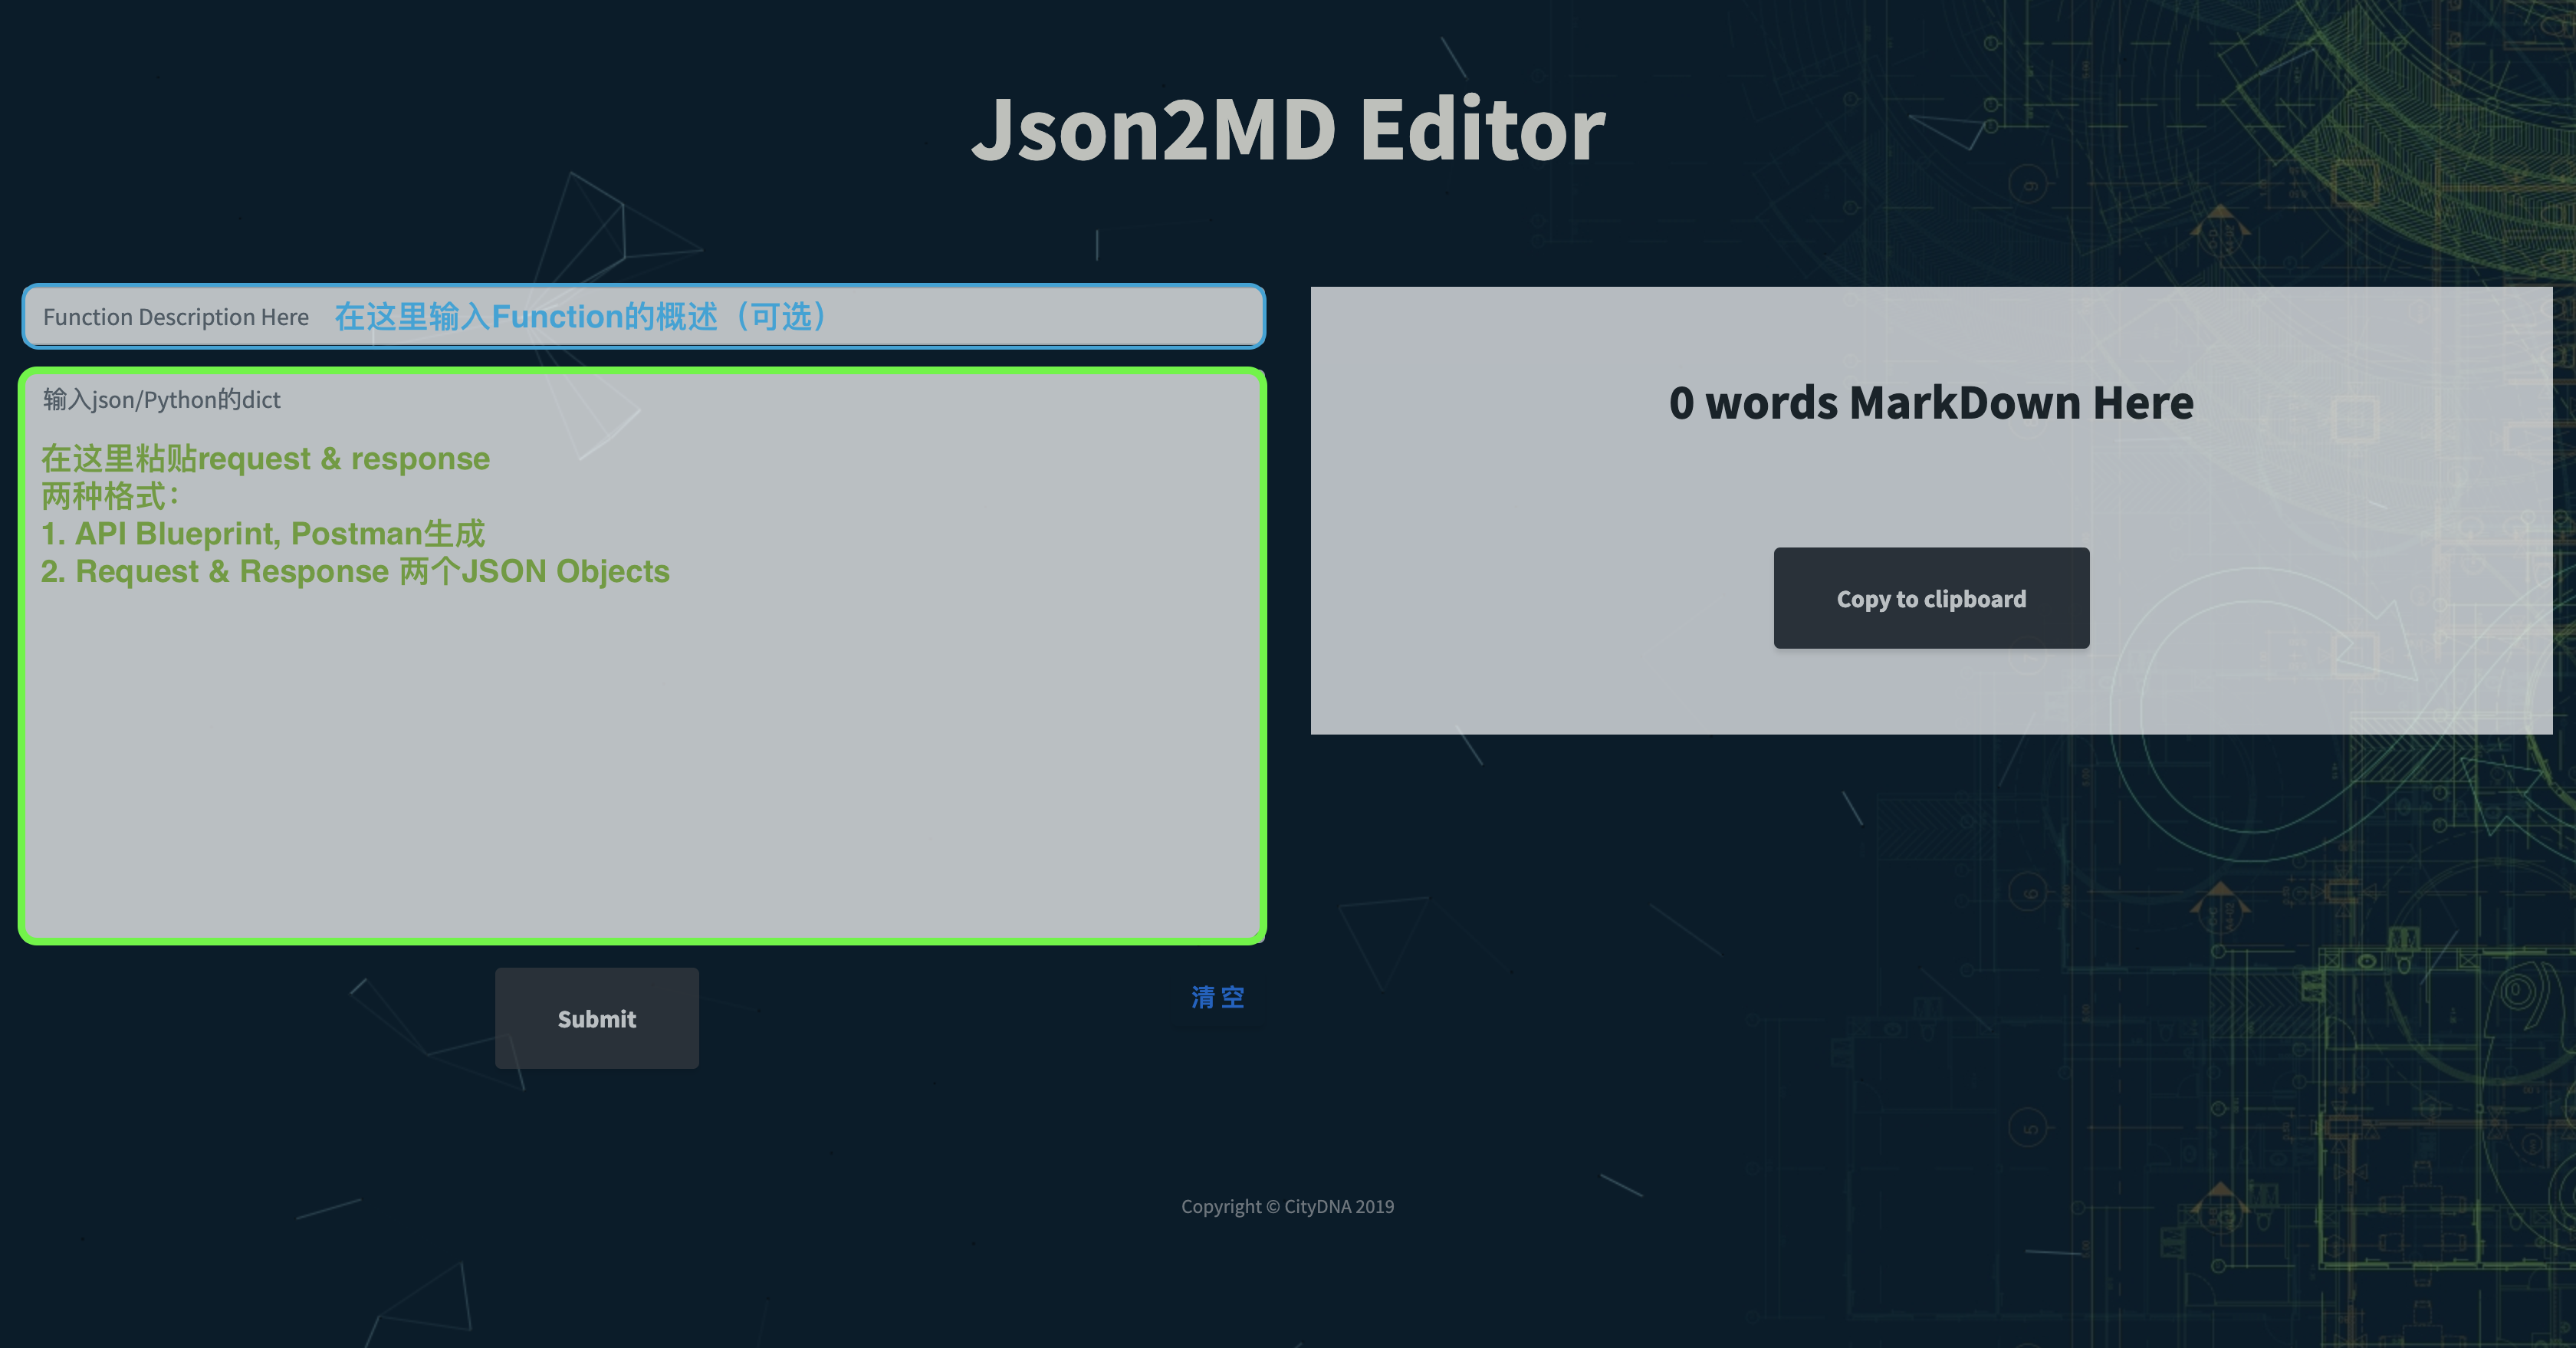 Json2MD Editor
Function Description Here 在这里输入Function的概述（可选）
输入json/Python的dict
在这里粘贴request & response
两种格式：
1. API Blueprint, Postman生成
2. Request & Response 两个JSON Objects
Submit
清 空
0 words MarkDown Here
Copy to clipboard
Copyright © CityDNA 2019